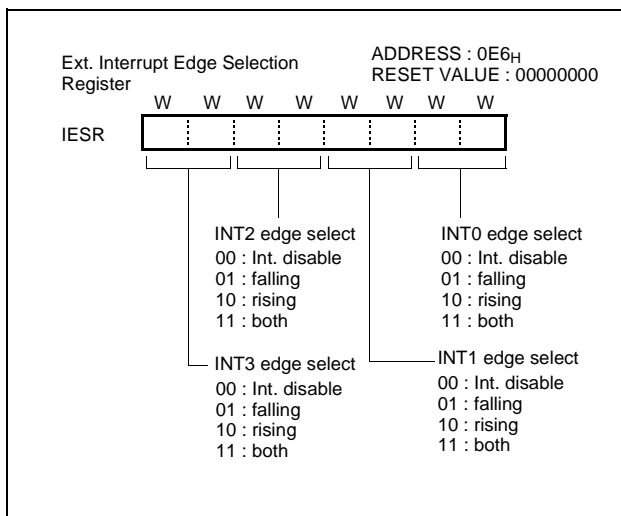 Ext. Interrupt Edge Selection
Register
ADDRESS : 0E6H
RESET VALUE : 00000000
W W W W W W W W
IESR
INT2 edge select
00 : Int. disable
01 : falling
10 : rising
11 : both
INT0 edge select
00 : Int. disable
01 : falling
10 : rising
11 : both
INT3 edge select
00 : Int. disable
01 : falling
10 : rising
11 : both
INT1 edge select
00 : Int. disable
01 : falling
10 : rising
11 : both